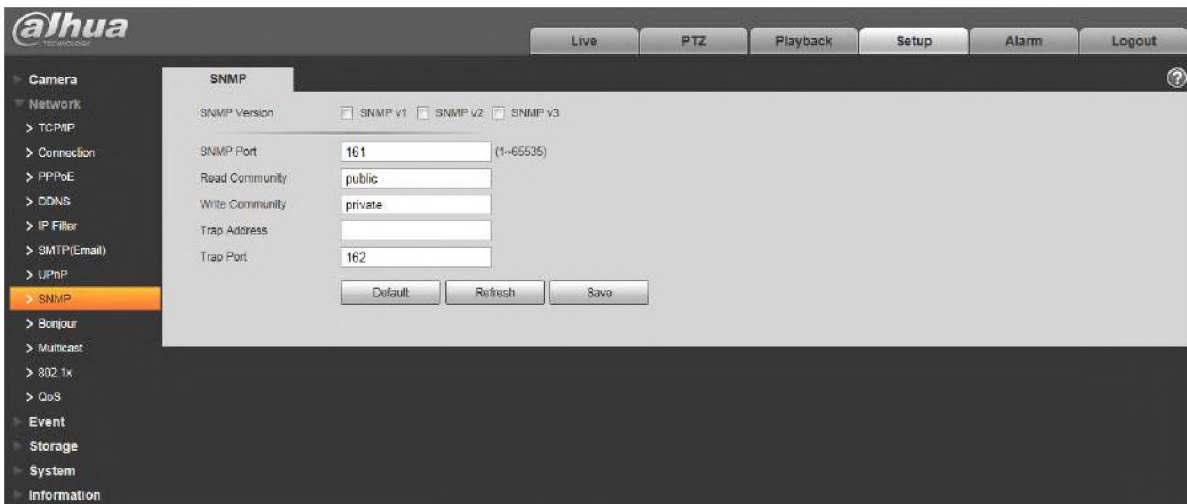 alhua
TECHNOLOGY
Live
PTZ
Playback
Setup
Alarm
Logout
Camera
Network
> TCP/IP
> Connection
> PPPoE
> DDNS
> IP Filter
> SMTP(Email)
> UPnP
> SNMP
> Bonjour
> Multicast
> 802.1x
> QoS
Event
Storage
System
Information
SNMP
?
SNMP Version SNMP v1 SNMP v2 SNMP v3
SNMP Port 161 (1~65535)
Read Community public
Write Community private
Trap Address
Trap Port 162
Default Refresh Save